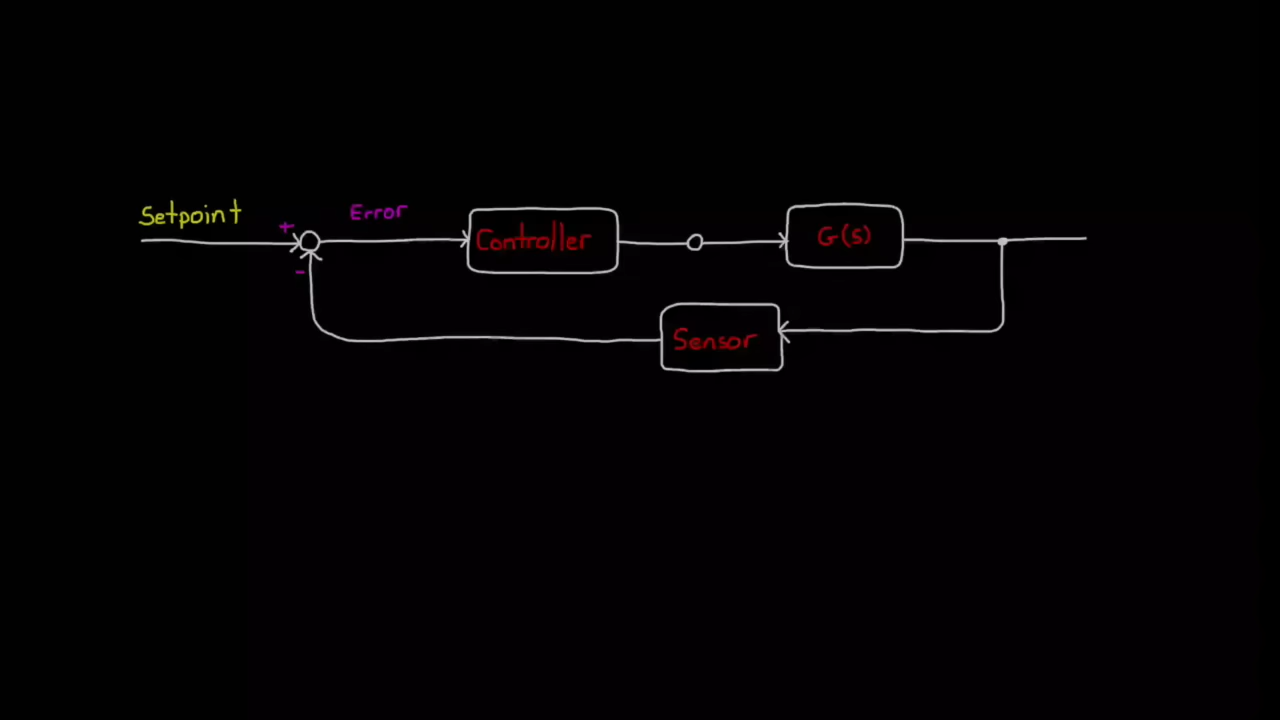 Setpoint
+
Error
Controller
G(s)
-
Sensor